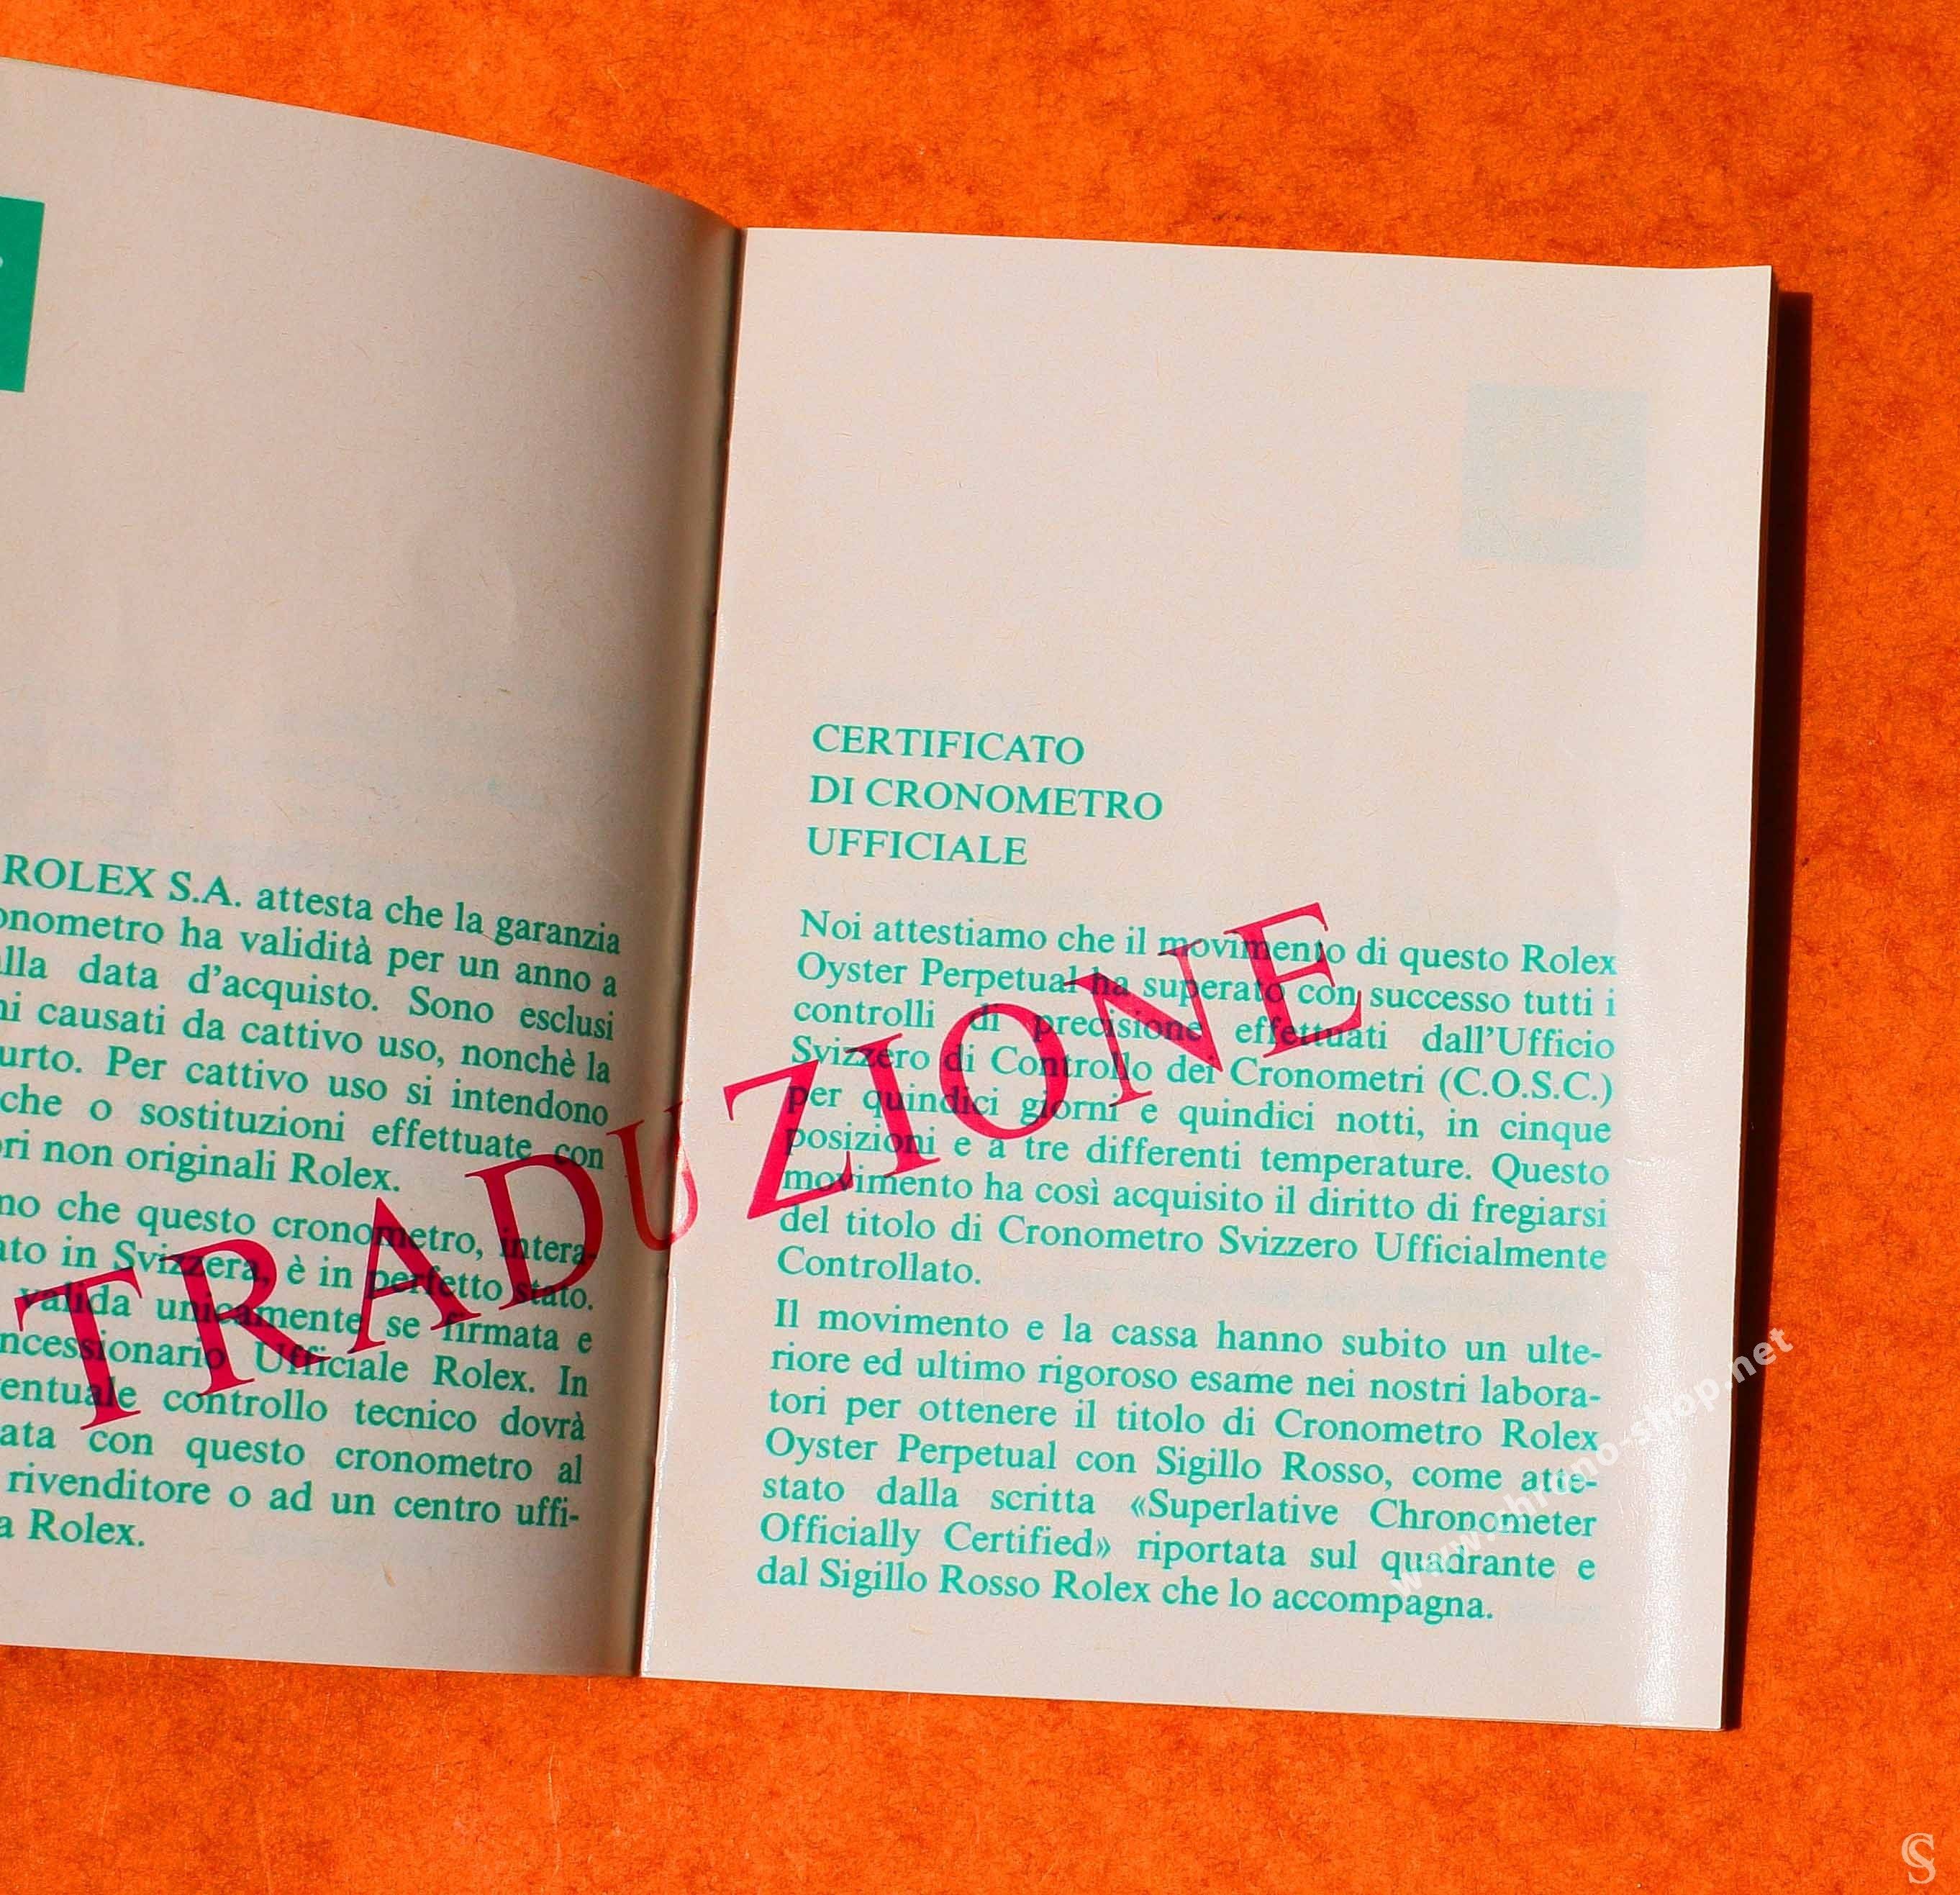 ROLEX S.A. attesta che la garanzia
ha validità per un anno a
data d'acquisto. Sono esclusi
causati da cattivo uso, nonchè la
Per cattivo uso si intendono
o sostituzioni effettuate con
non originali Rolex.
che questo cronometro, intera-
in Svizzera, è in perfetto stato.
valida unicamente se firmata e
Ufficiale Rolex. In
controllo tecnico dovrà
con questo cronometro al
rivenditore o ad un centro uffi-
Rolex.
TRADUZIONE
CERTIFICATO
DI CRONOMETRO
UFFICIALE
Noi attestiamo che il movimento di questo Rolex
Oyster Perpetual ha superato con successo tutti i
controlli di precisione effettuati dall'Ufficio
Svizzero di Controllo dei Cronometri (C.O.S.C.)
per quindici giorni e quindici notti, in cinque
posizioni e a tre differenti temperature. Questo
movimento ha così acquisito il diritto di fregiarsi
del titolo di Cronometro Svizzero Ufficialmente
Controllato.
Il movimento e la cassa hanno subito un ulte-
riore ed ultimo rigoroso esame nei nostri labora-
tori per ottenere il titolo di Cronometro Rolex
Oyster Perpetual con Sigillo Rosso, come atte-
stato dalla scritta «Superlative Chronometer
Officially Certified» riportata sul quadrante e
dal Sigillo Rosso Rolex che lo accompagna.
www.chrono-shop.net